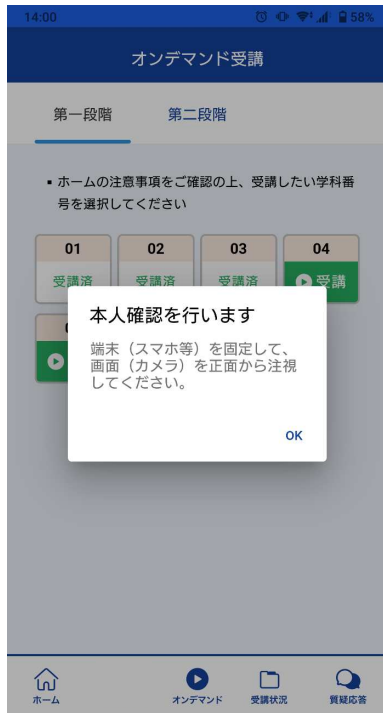 14:00
58%
オンデマンド受講
第一段階
第二段階
▪ ホームの注意事項をご確認の上、受講したい学科番
号を選択してください
01 02 03 04
受講済 受講済 受講済 受講
本人確認を行います
端末（スマホ等）を固定して、
画面（カメラ）を正面から注視
してください。
OK
ホーム オンデマンド 受講状況 質疑応答